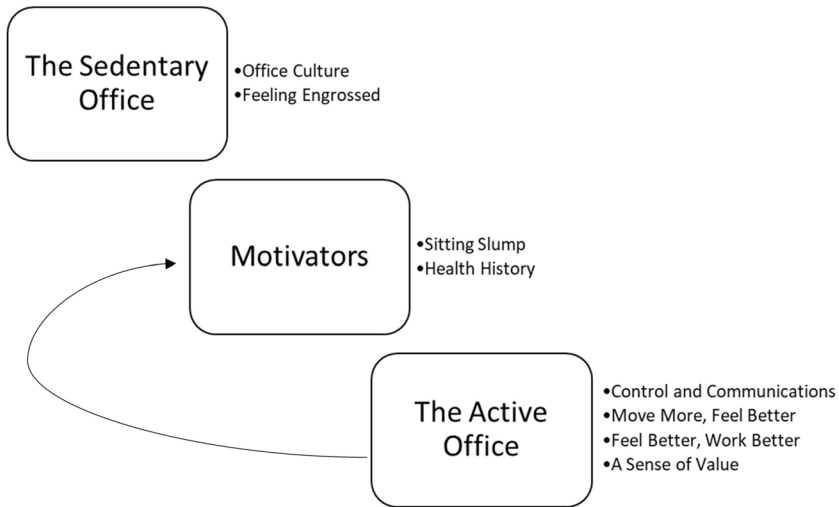 The Sedentary
Office
•Office Culture
•Feeling Engrossed
Motivators
•Sitting Slump
•Health History
The Active
Office
•Control and Communications
•Move More, Feel Better
•Feel Better, Work Better
•A Sense of Value